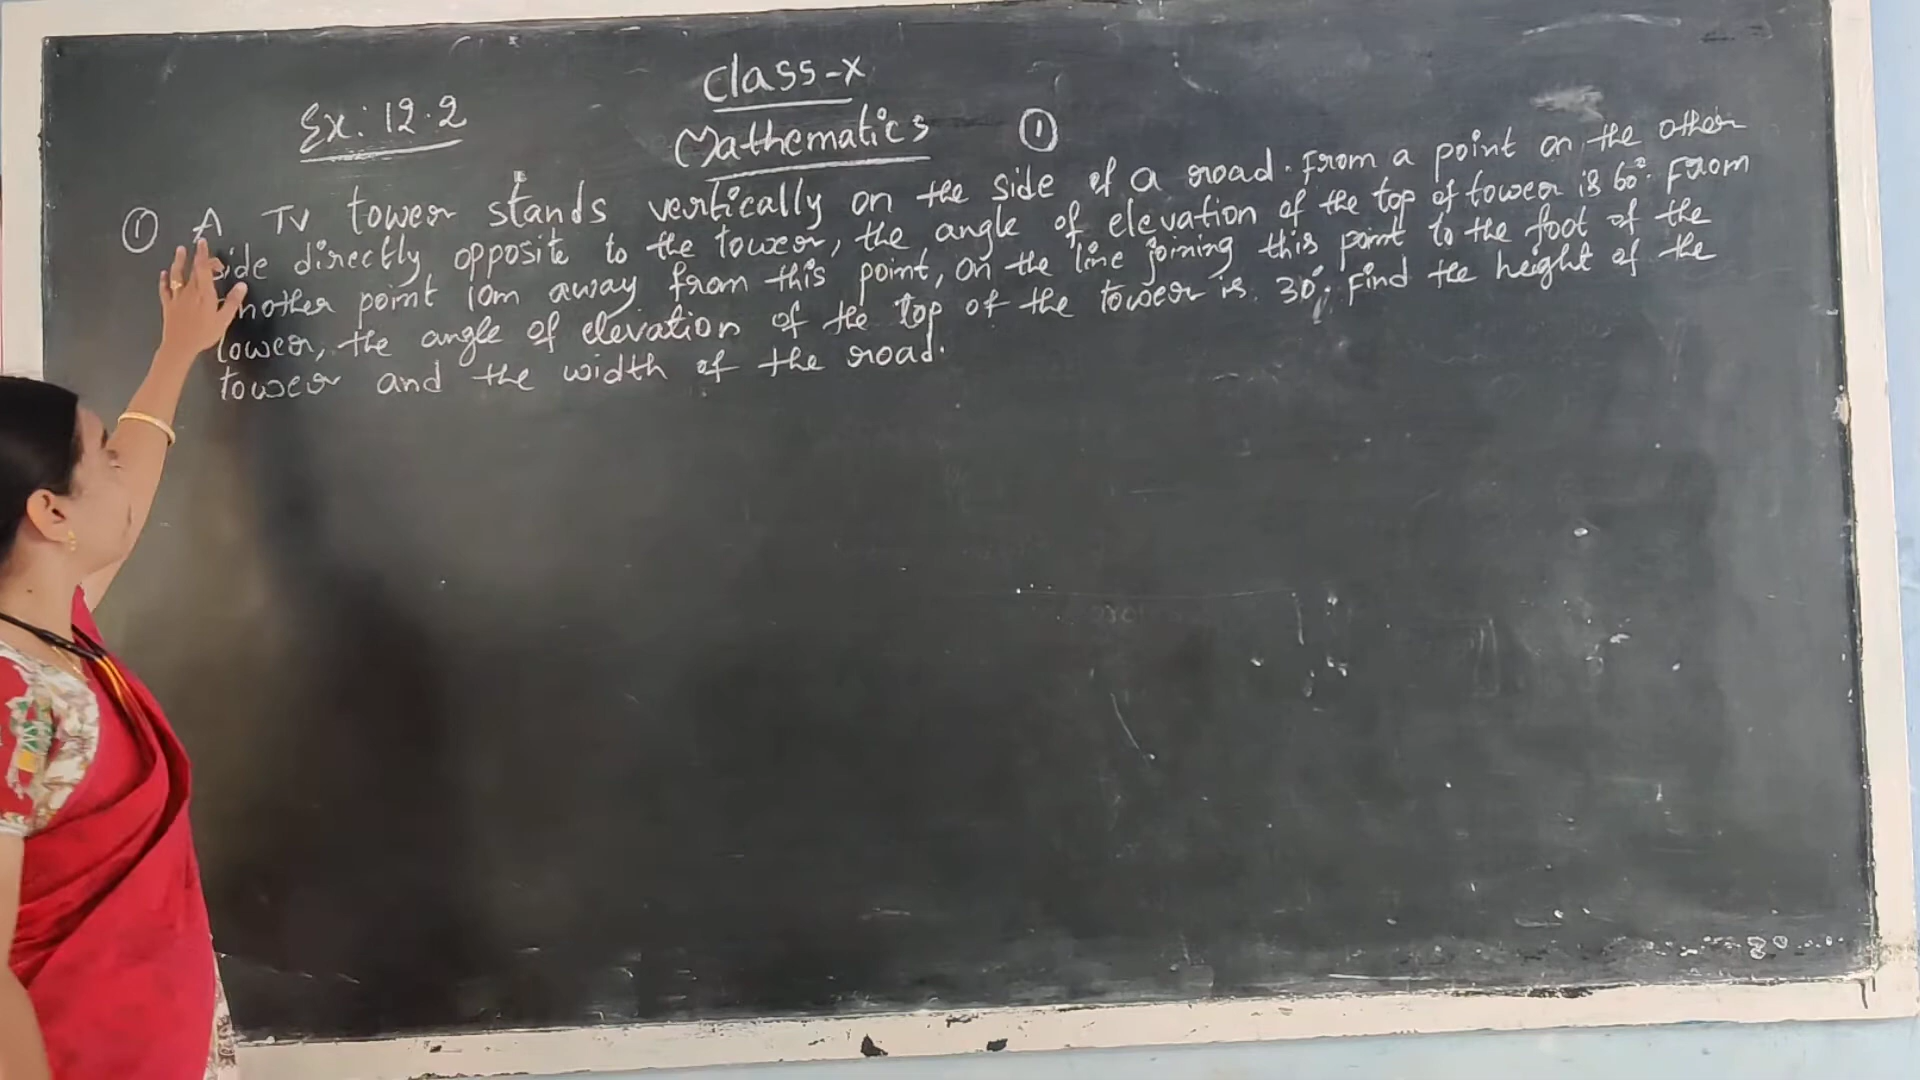 Class-X
Ex: 12.2
Mathematics ①
① A TV tower stands vertically on the side of a road. From a point on the other
side directly opposite to the tower, the angle of elevation of the top of tower is 60°. From
another point 10m away from this point, on the line joining this point to the foot of the
tower, the angle of elevation of the top of the tower is 30°. Find the height of the
tower and the width of the road.